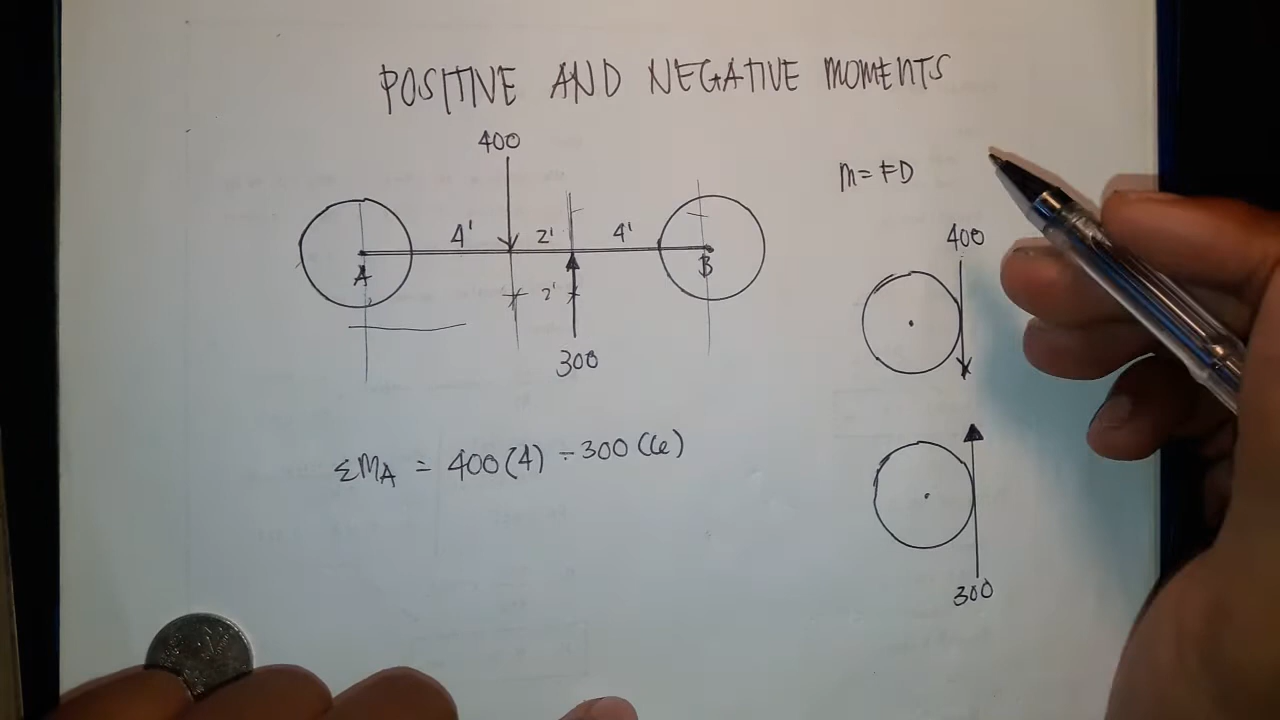 POSITIVE AND NEGATIVE MOMENTS
400
M = FD
4' 2' 4'
A B
2'
300
400
ΣMA = 400(4) - 300(6)
300